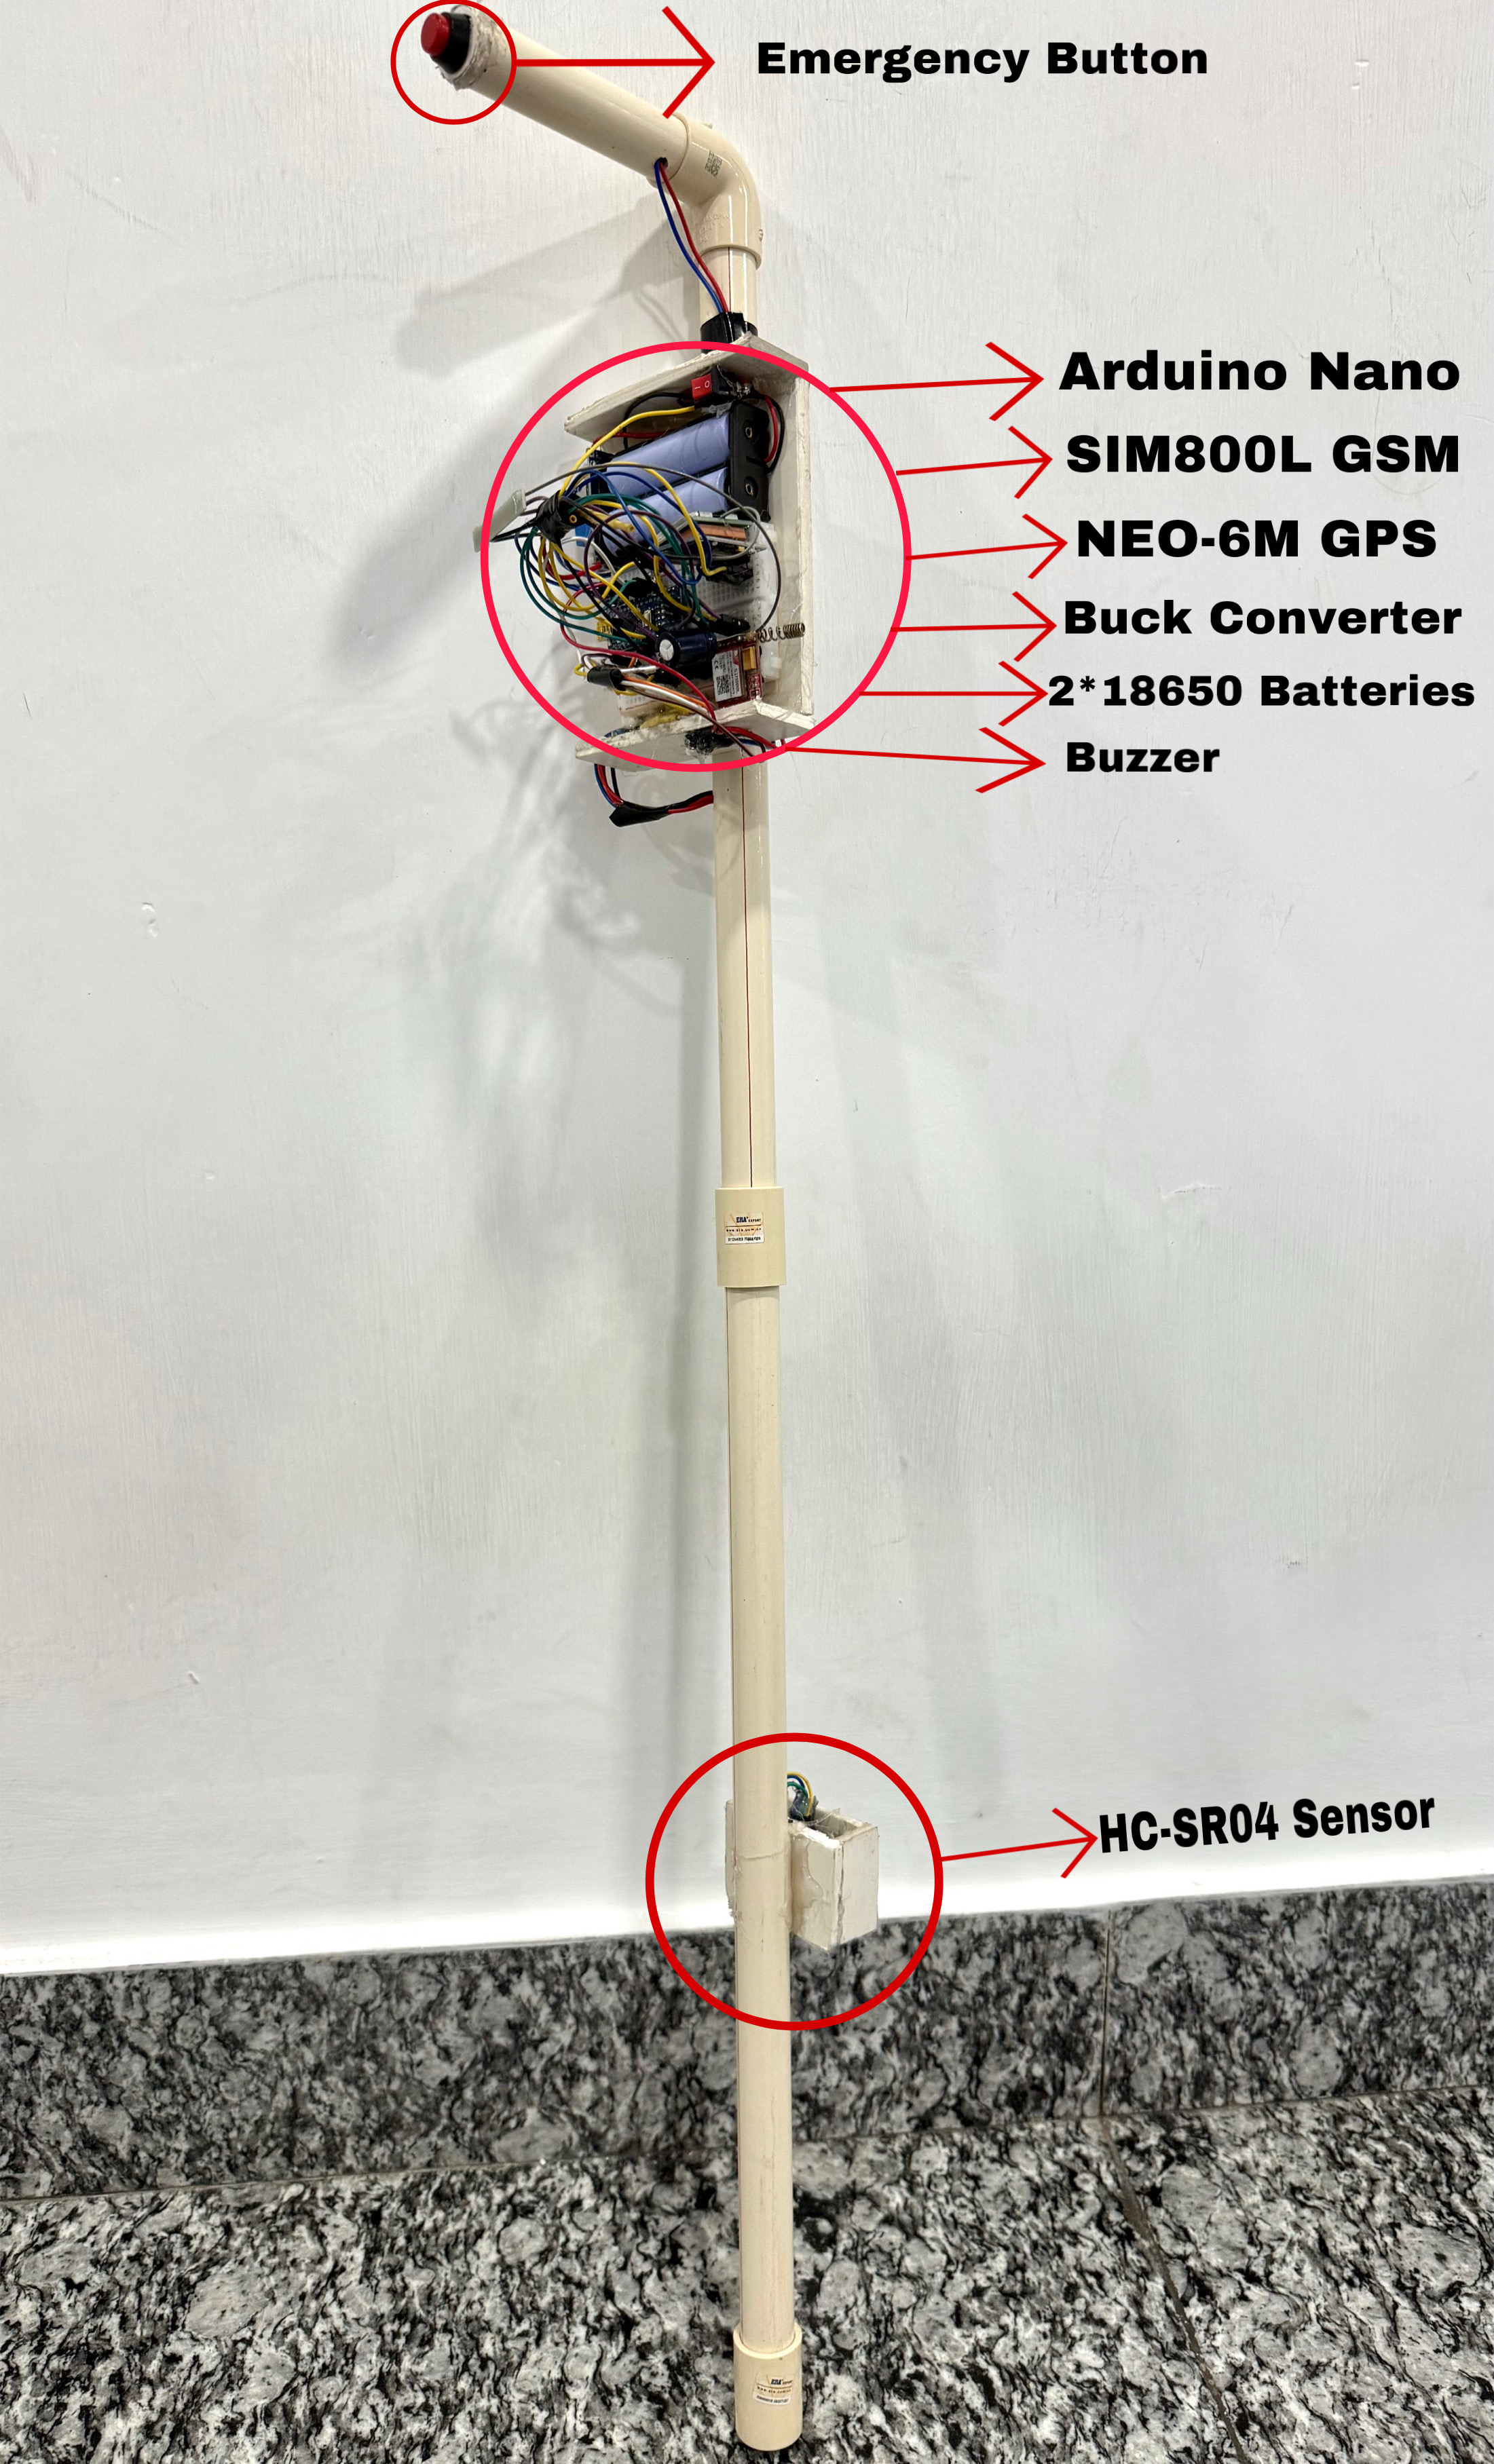 Emergency Button
Arduino Nano
SIM800L GSM
NEO-6M GPS
Buck Converter
2*18650 Batteries
Buzzer
HC-SR04 Sensor